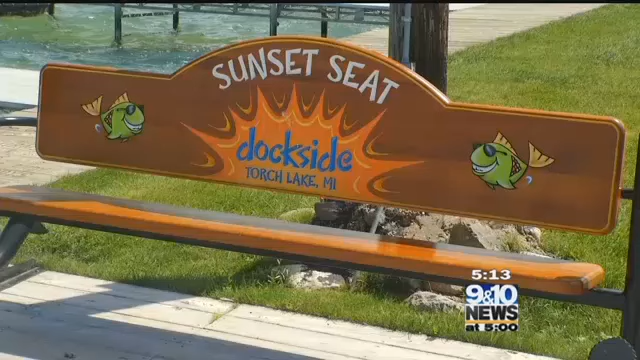 SUNSET SEAT
dockside
TORCH LAKE, MI
5:13
9&10
NEWS
at 5:00